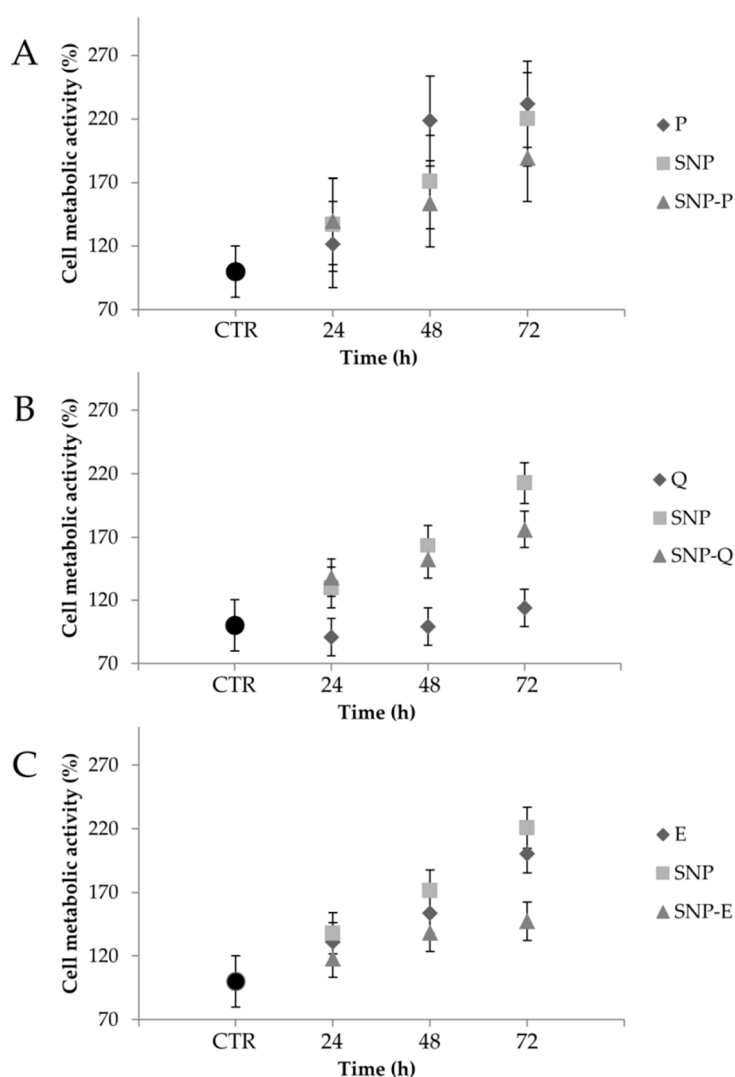 A
Cell metabolic activity (%)
270
220
170
120
70
CTR 24 48 72
Time (h)
P
SNP
SNP-P
B
Cell metabolic activity (%)
270
220
170
120
70
CTR 24 48 72
Time (h)
Q
SNP
SNP-Q
C
Cell metabolic activity (%)
270
220
170
120
70
CTR 24 48 72
Time (h)
E
SNP
SNP-E